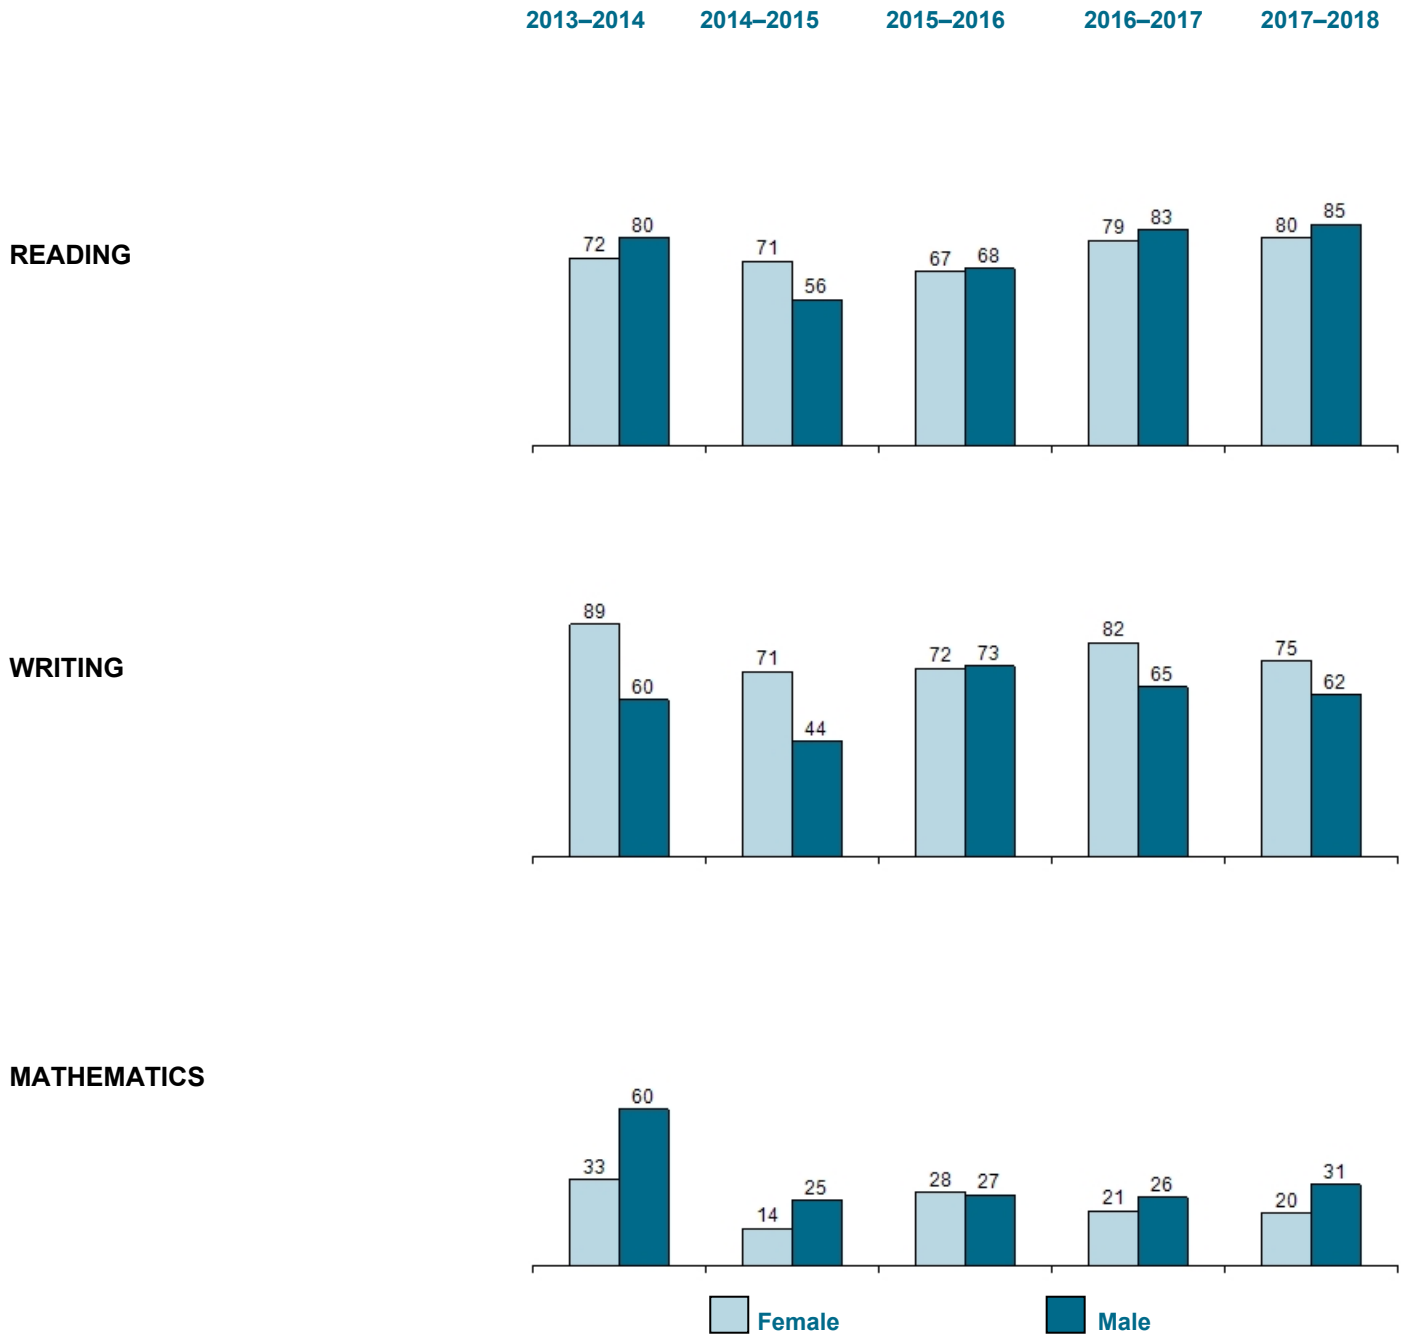 2013–2014 2014–2015 2015–2016 2016–2017 2017–2018
READING
72 80 71 56 67 68 79 83 80 85
WRITING
89 60 71 44 72 73 82 65 75 62
MATHEMATICS
33 60 14 25 28 27 21 26 20 31
Female Male